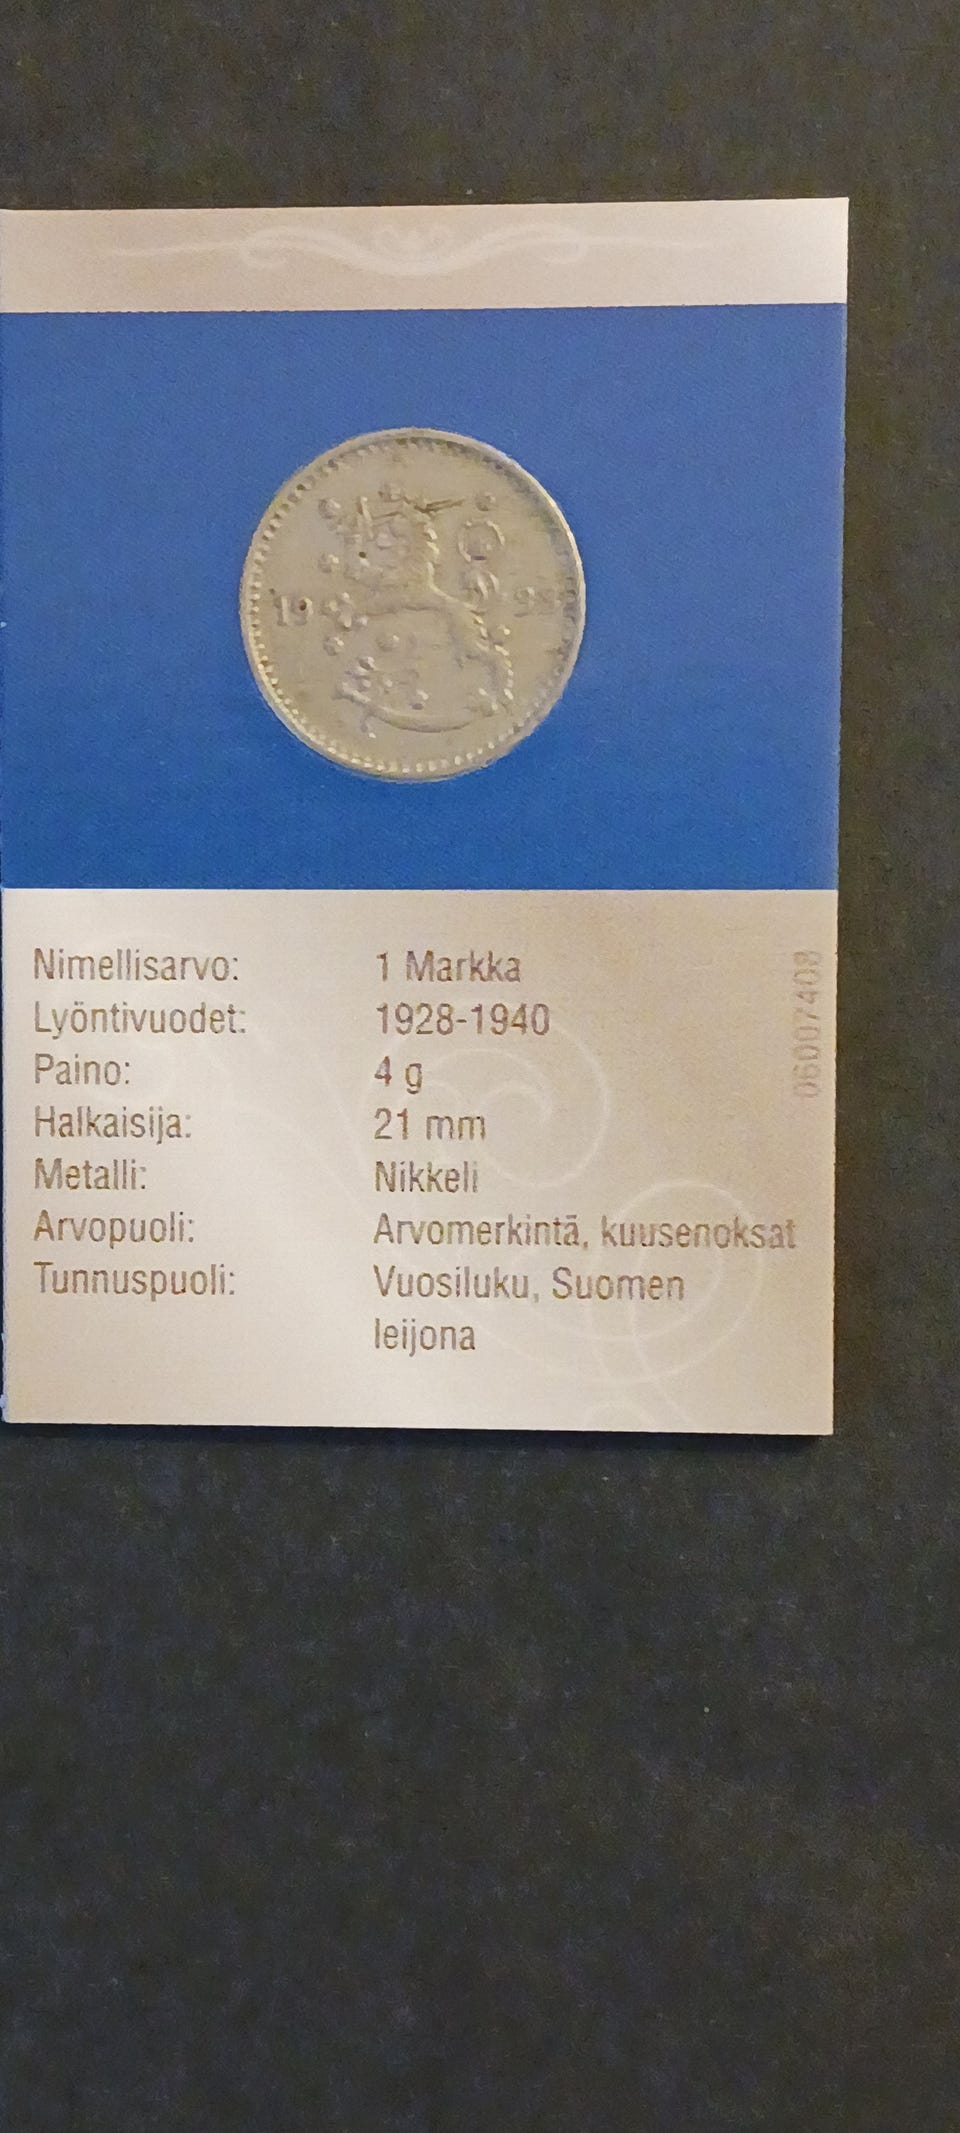 19
Nimellisarvo: 1 Markka
Lyöntivuodet: 1928-1940
Paino: 4 g
Halkaisija: 21 mm
Metalli: Nikkeli
Arvopuoli: Arvomerkintä, kuusenoksat
Tunnuspuoli: Vuosiluku, Suomen
leijona
06007408